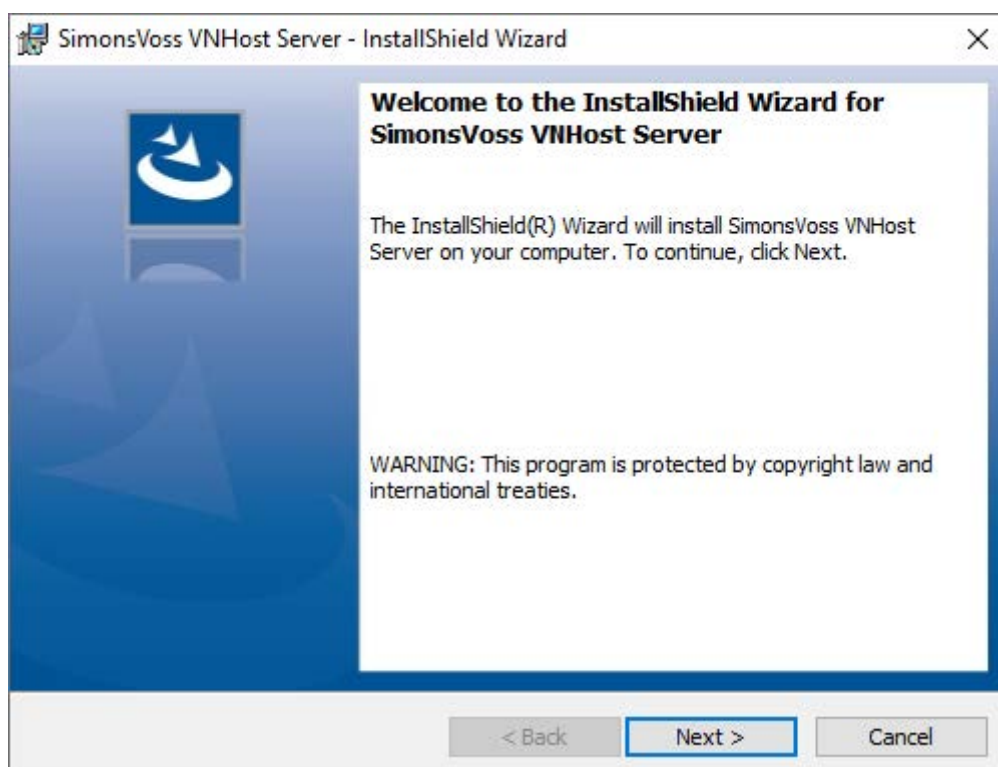 SimonsVoss VNHost Server - InstallShield Wizard
Welcome to the InstallShield Wizard for
SimonsVoss VNHost Server
The InstallShield(R) Wizard will install SimonsVoss VNHost
Server on your computer. To continue, click Next.
WARNING: This program is protected by copyright law and
international treaties.
< Back
Next >
Cancel